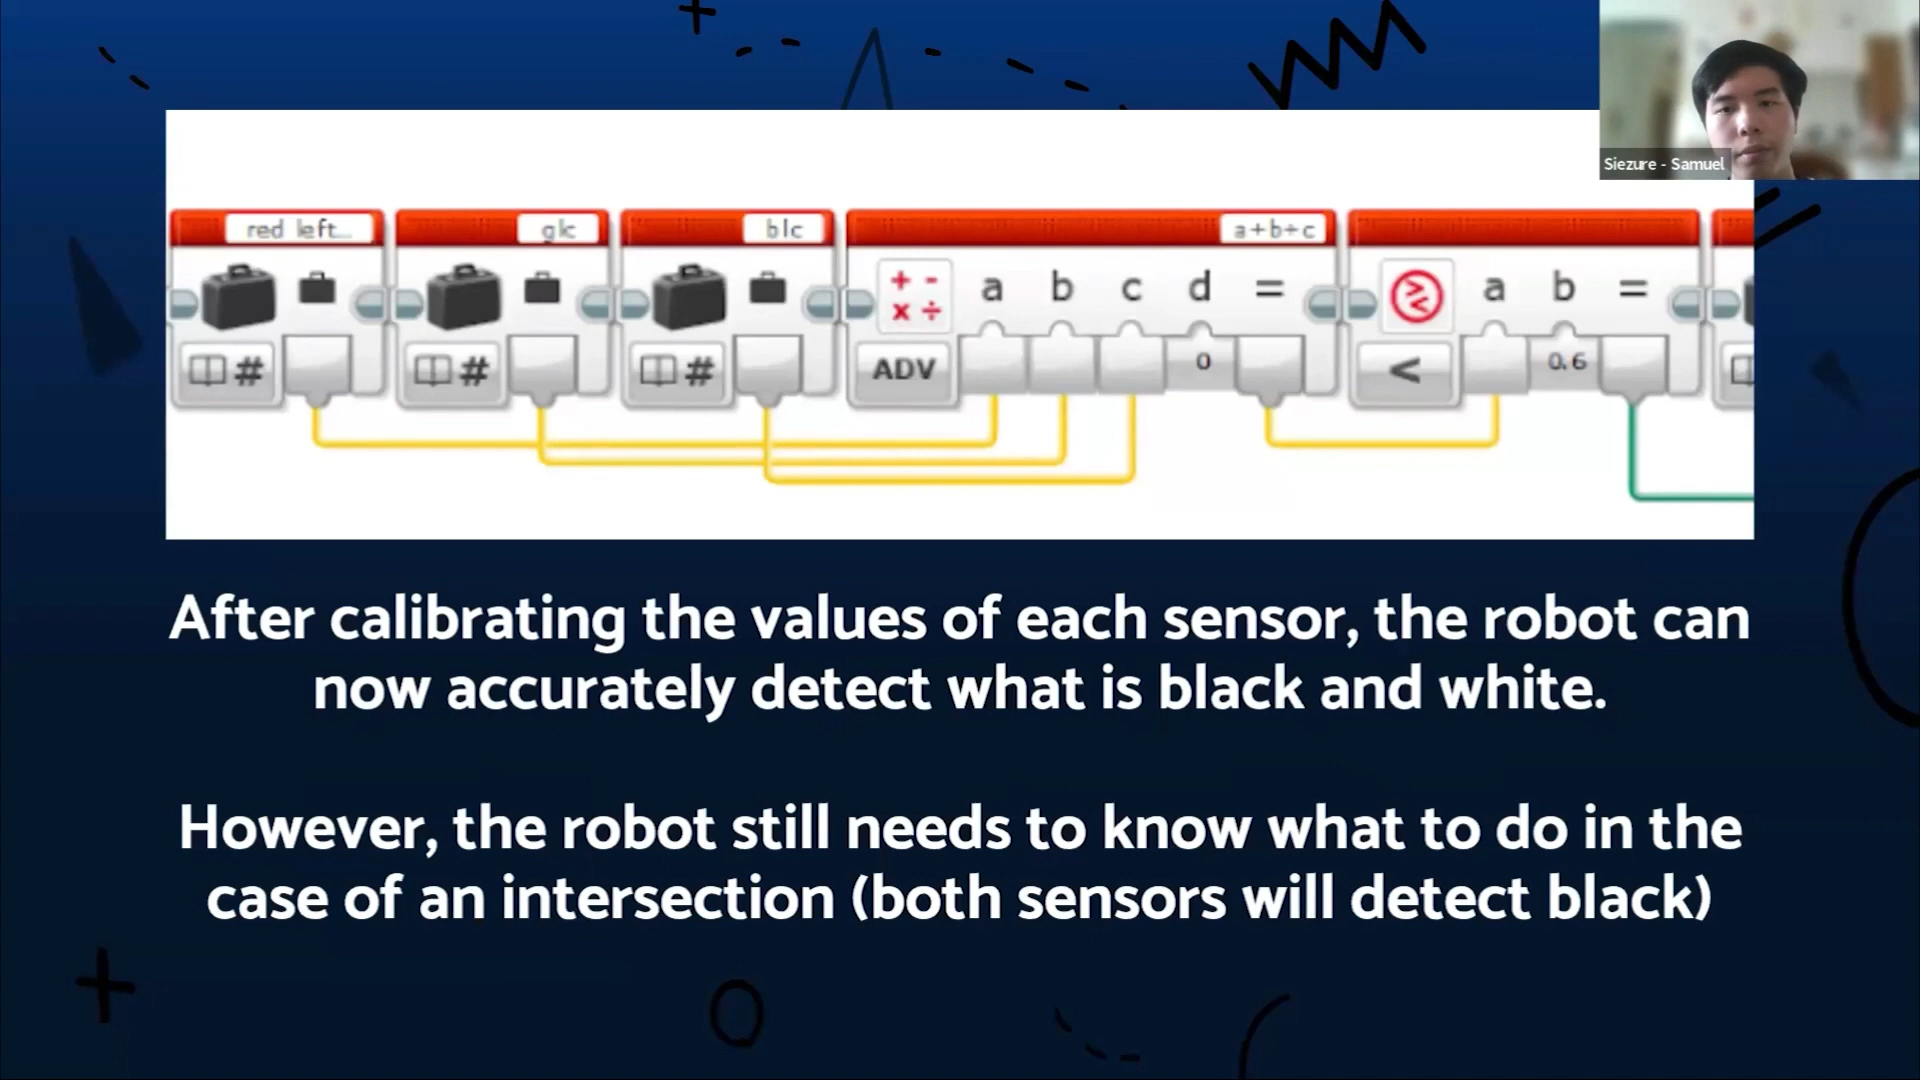 Siezure - Samuel
red left...
glc
blc
a+b+c
+ - a b c d =
x ÷
a b =
#
#
#
ADV
0
<
0.6
After calibrating the values of each sensor, the robot can
now accurately detect what is black and white.
However, the robot still needs to know what to do in the
case of an intersection (both sensors will detect black)